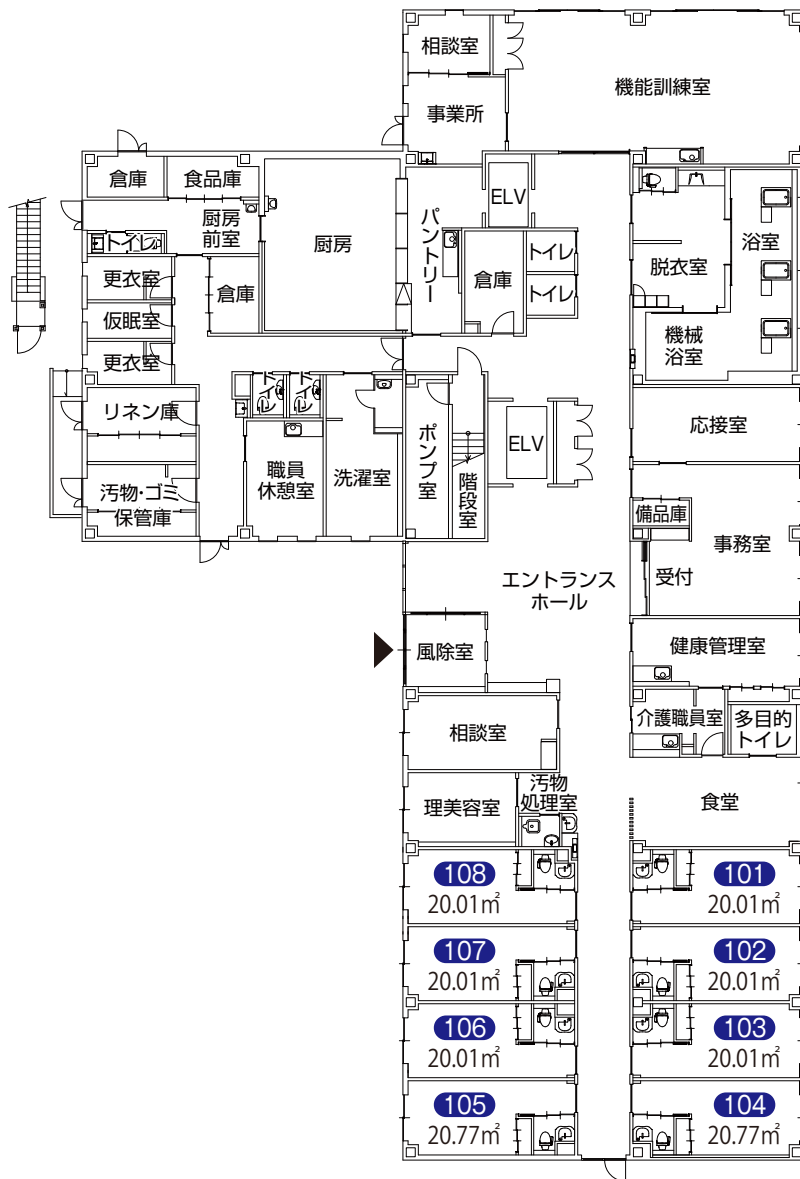 相談室
事業所
機能訓練室
倉庫
食品庫
厨房
前室
トイレ
厨房
パントリー
ELV
倉庫
トイレ
トイレ
脱衣室
浴室
機械
浴室
更衣室
仮眠室
更衣室
倉庫
リネン庫
汚物・ゴミ
保管庫
トイレ
トイレ
職員
休憩室
洗濯室
ポンプ室
階段室
ELV
応接室
備品庫
事務室
受付
エントランス
ホール
風除室
健康管理室
介護職員室
多目的
トイレ
相談室
理美容室
汚物
処理室
食堂
108
20.01㎡
101
20.01㎡
107
20.01㎡
102
20.01㎡
106
20.01㎡
103
20.01㎡
105
20.77㎡
104
20.77㎡